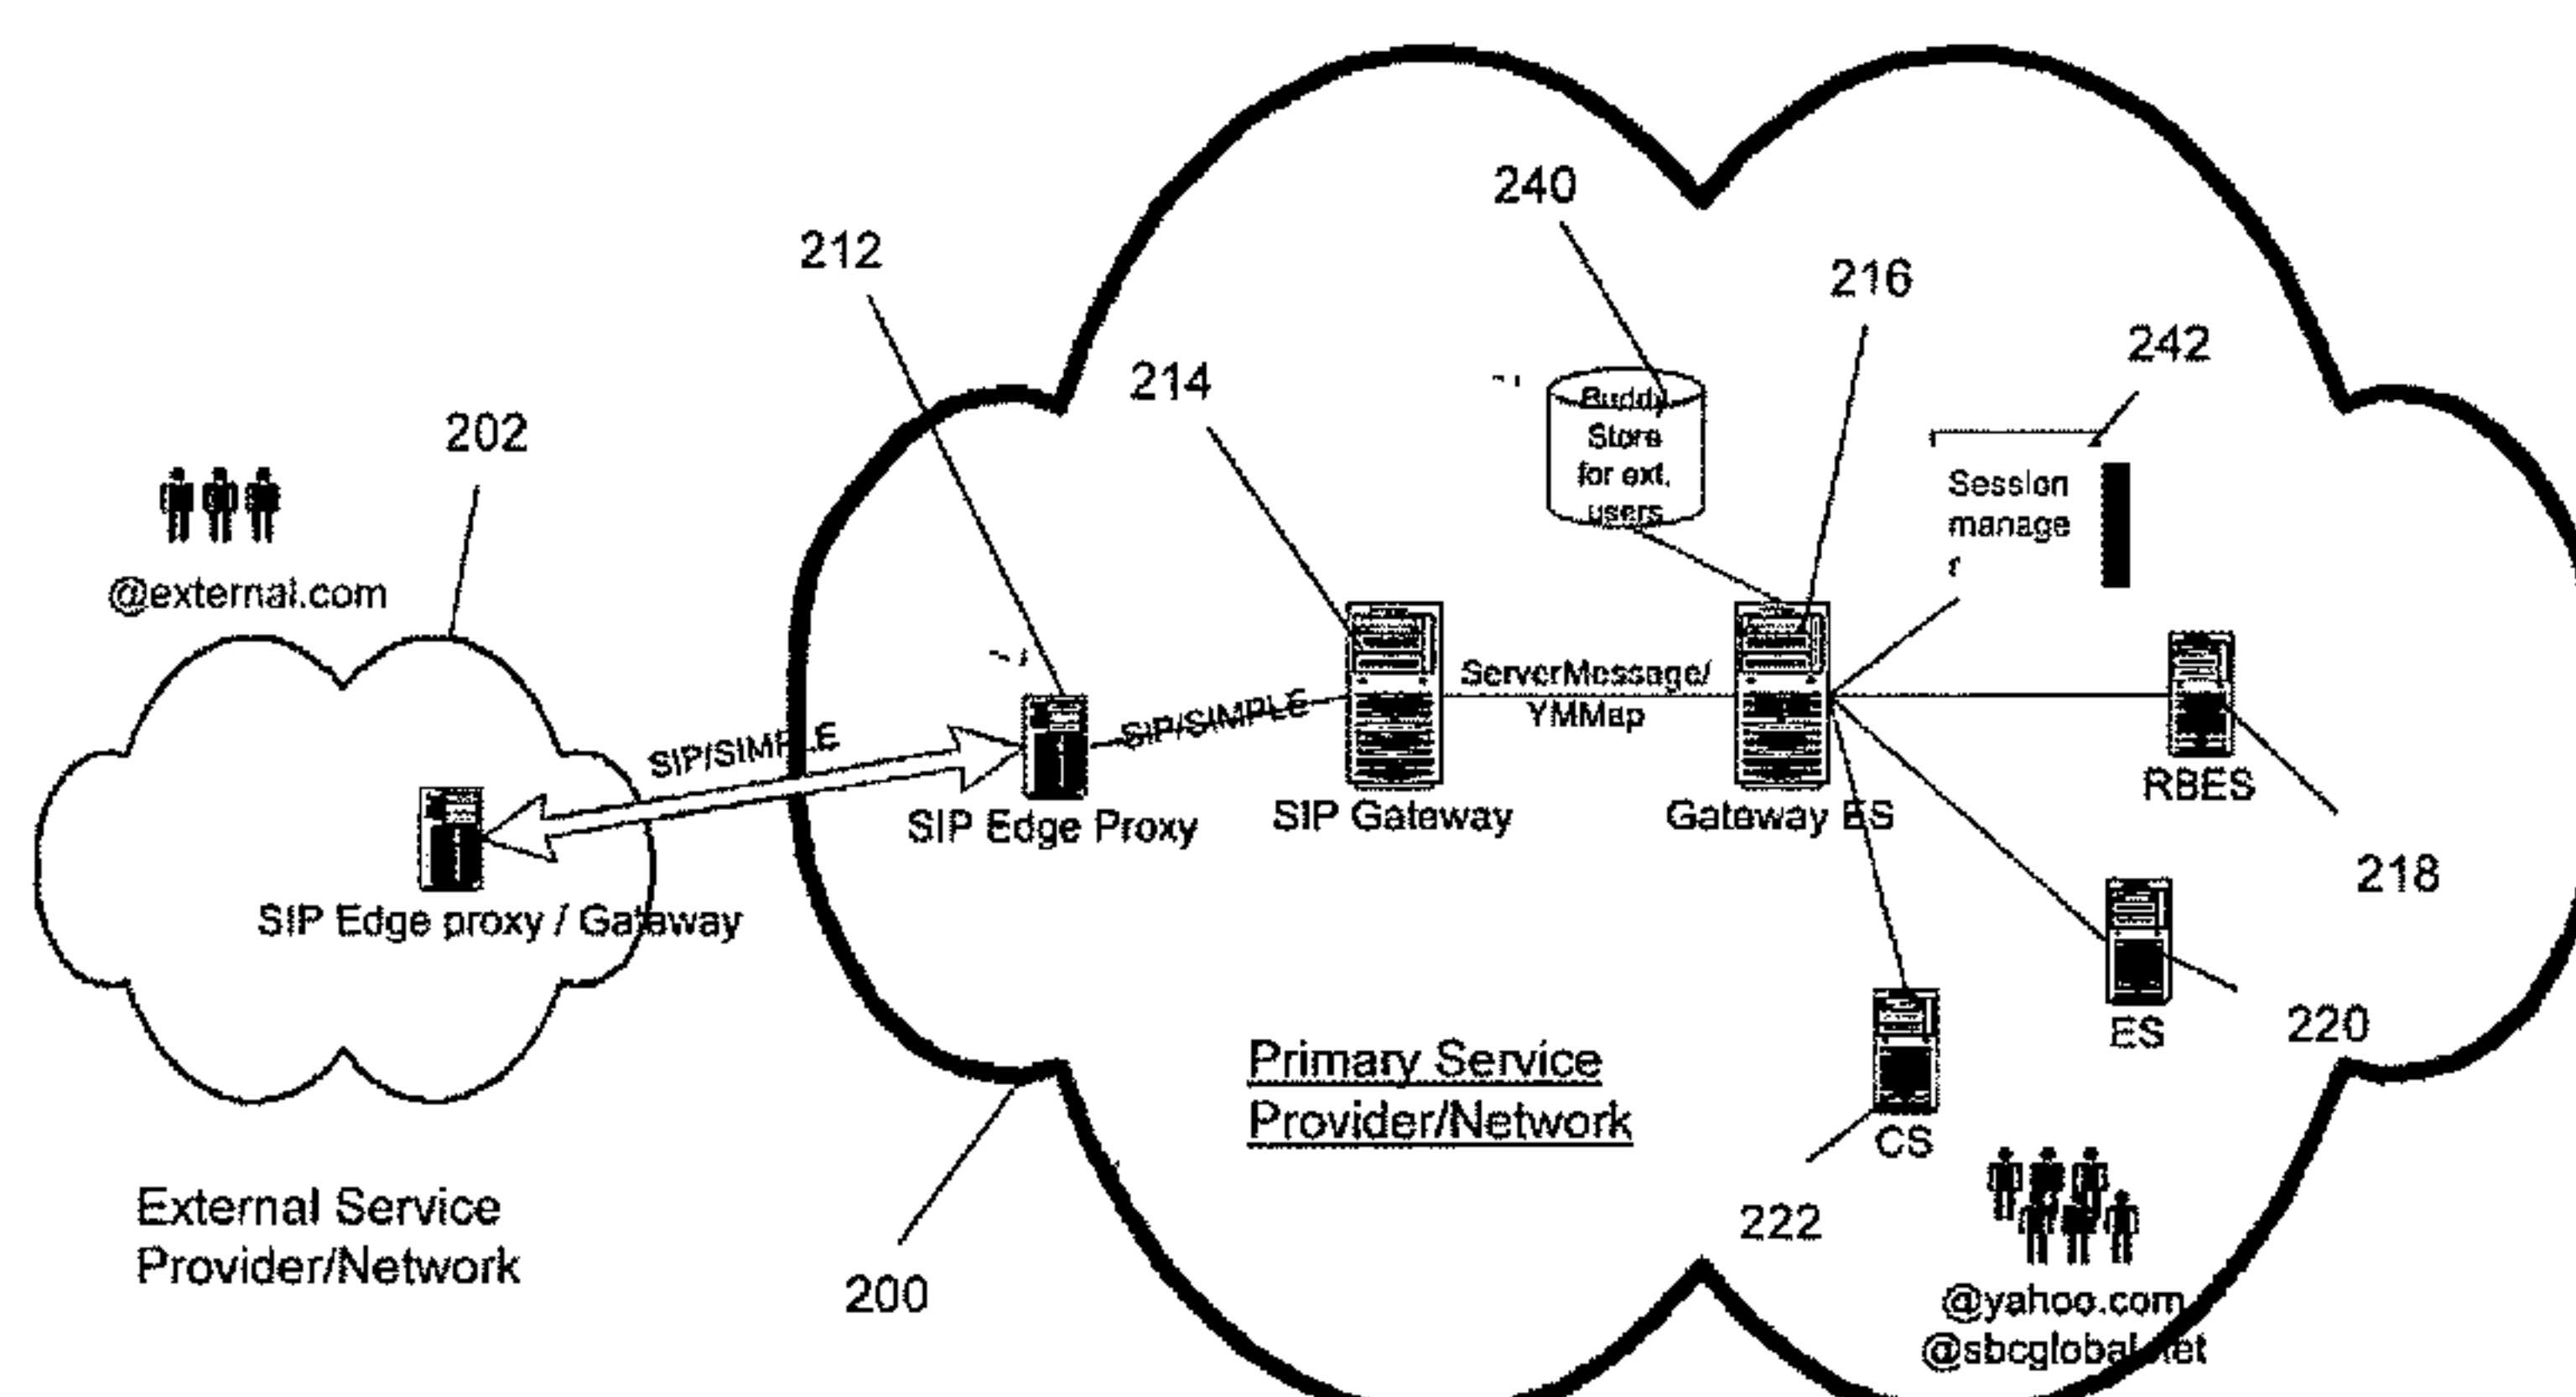 240
212
216
242
214
202
Buddy
Store
for ext.
users
Session
manage
r
@external.com
SIP/SIMPLE
SIP/SIMPLE
ServerMessage/
YMMap
SIP Edge Proxy
SIP Gateway
Gateway ES
RBES
218
SIP Edge proxy / Gateway
ES
220
Primary Service
Provider/Network
CS
222
External Service
Provider/Network
200
@yahoo.com
@sbcglobal.net